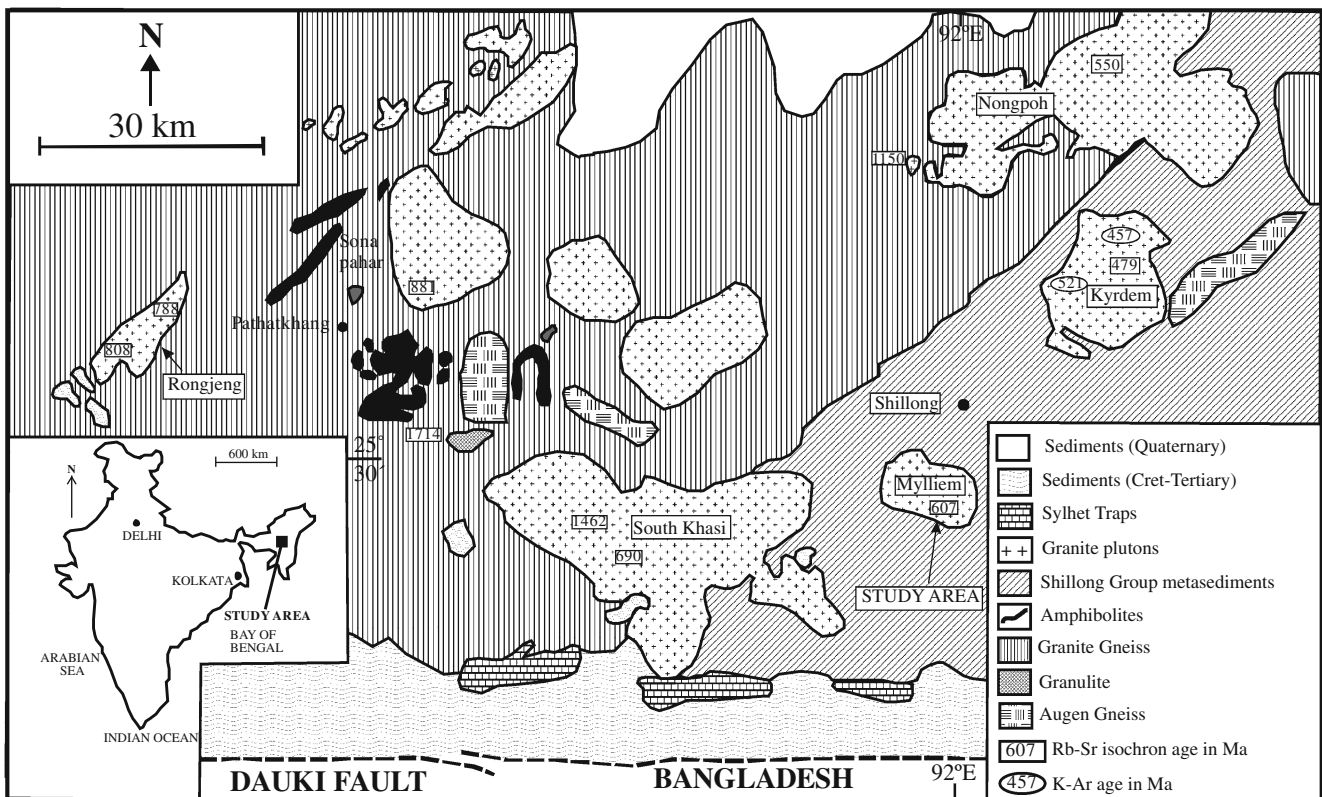 N
30 km
92°E
550
Nongpoh
1150
Sona
pahar
881
457
479
521
Kyrdem
788
808
Pathatkhang
Rongjeng
Shillong
1714
25°
30´
Mylliem
607
1462
South Khasi
690
STUDY AREA
N
600 km
DELHI
KOLKATA
STUDY AREA
BAY OF
BENGAL
ARABIAN
SEA
INDIAN OCEAN
Sediments (Quaternary)
Sediments (Cret-Tertiary)
Sylhet Traps
Granite plutons
Shillong Group metasediments
Amphibolites
Granite Gneiss
Granulite
Augen Gneiss
607 Rb-Sr isochron age in Ma
457 K-Ar age in Ma
DAUKI FAULT
BANGLADESH
92°E